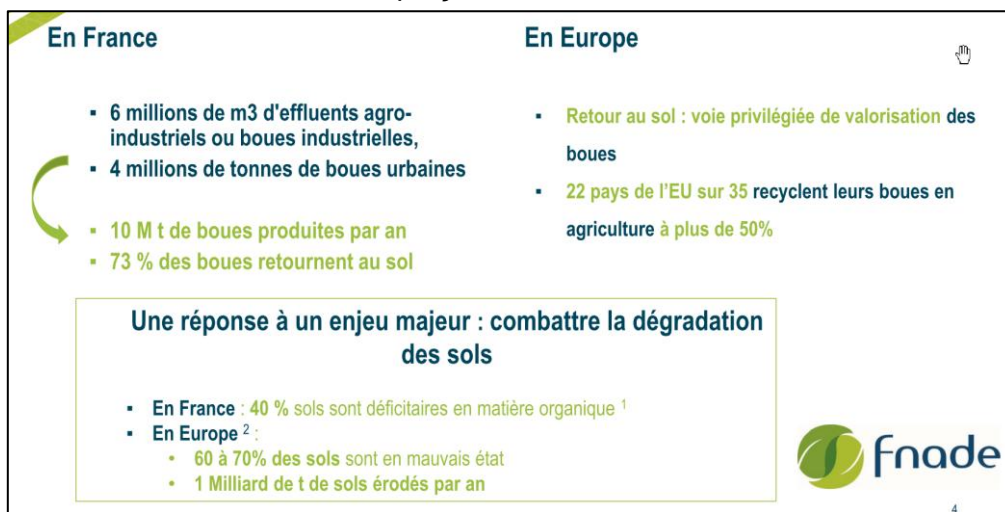 En France
6 millions de m3 d'effluents agro-
industriels ou boues industrielles,
4 millions de tonnes de boues urbaines
10 M t de boues produites par an
73 % des boues retournent au sol
En Europe
Retour au sol : voie privilégiée de valorisation des
boues
22 pays de l'EU sur 35 recyclent leurs boues en
agriculture à plus de 50%
Une réponse à un enjeu majeur : combattre la dégradation
des sols
En France : 40 % sols sont déficitaires en matière organique 1
En Europe 2 :
60 à 70% des sols sont en mauvais état
1 Milliard de t de sols érodés par an
fnade
4